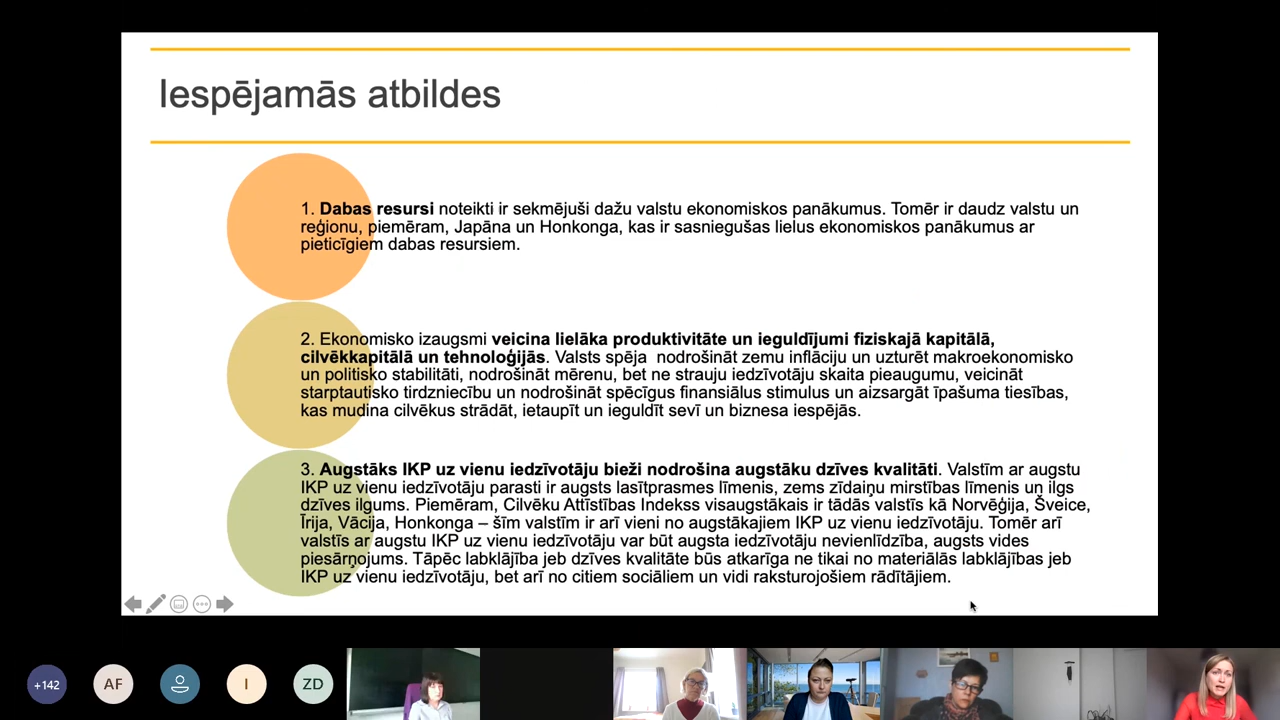 Iespējamās atbildes
1. Dabas resursi noteikti ir sekmējuši dažu valstu ekonomiskos panākumus. Tomēr ir daudz valstu un
reģionu, piemēram, Japāna un Honkonga, kas ir sasniegušas lielus ekonomiskos panākumus ar
pieticīgiem dabas resursiem.
2. Ekonomisko izaugsmi veicina lielāka produktivitāte un ieguldījumi fiziskajā kapitālā,
cilvēkkapitālā un tehnoloģijās. Valsts spēja nodrošināt zemu inflāciju un uzturēt makroekonomisko
un politisko stabilitāti, nodrošināt mērenu, bet ne strauju iedzīvotāju skaita pieaugumu, veicināt
starptautisko tirdzniecību un nodrošināt spēcīgus finansiālus stimulus un aizsargāt īpašuma tiesības,
kas mudina cilvēkus strādāt, ietaupīt un ieguldīt sevī un biznesa iespējās.
3. Augstāks IKP uz vienu iedzīvotāju bieži nodrošina augstāku dzīves kvalitāti. Valstīm ar augstu
IKP uz vienu iedzīvotāju parasti ir augsts lasītprasmes līmenis, zems zīdaiņu mirstības līmenis un ilgs
dzīves ilgums. Piemēram, Cilvēku Attīstības Indekss visaugstākais ir tādās valstīs kā Norvēģija, Šveice,
Īrija, Vācija, Honkonga – šīm valstīm ir arī vieni no augstākajiem IKP uz vienu iedzīvotāju. Tomēr arī
valstīs ar augstu IKP uz vienu iedzīvotāju var būt augsta iedzīvotāju nevienlīdzība, augsts vides
piesārņojums. Tāpēc labklājība jeb dzīves kvalitāte būs atkarīga ne tikai no materiālās labklājības jeb
IKP uz vienu iedzīvotāju, bet arī no citiem sociāliem un vidi raksturojošiem rādītājiem.
+142 AF I ZD